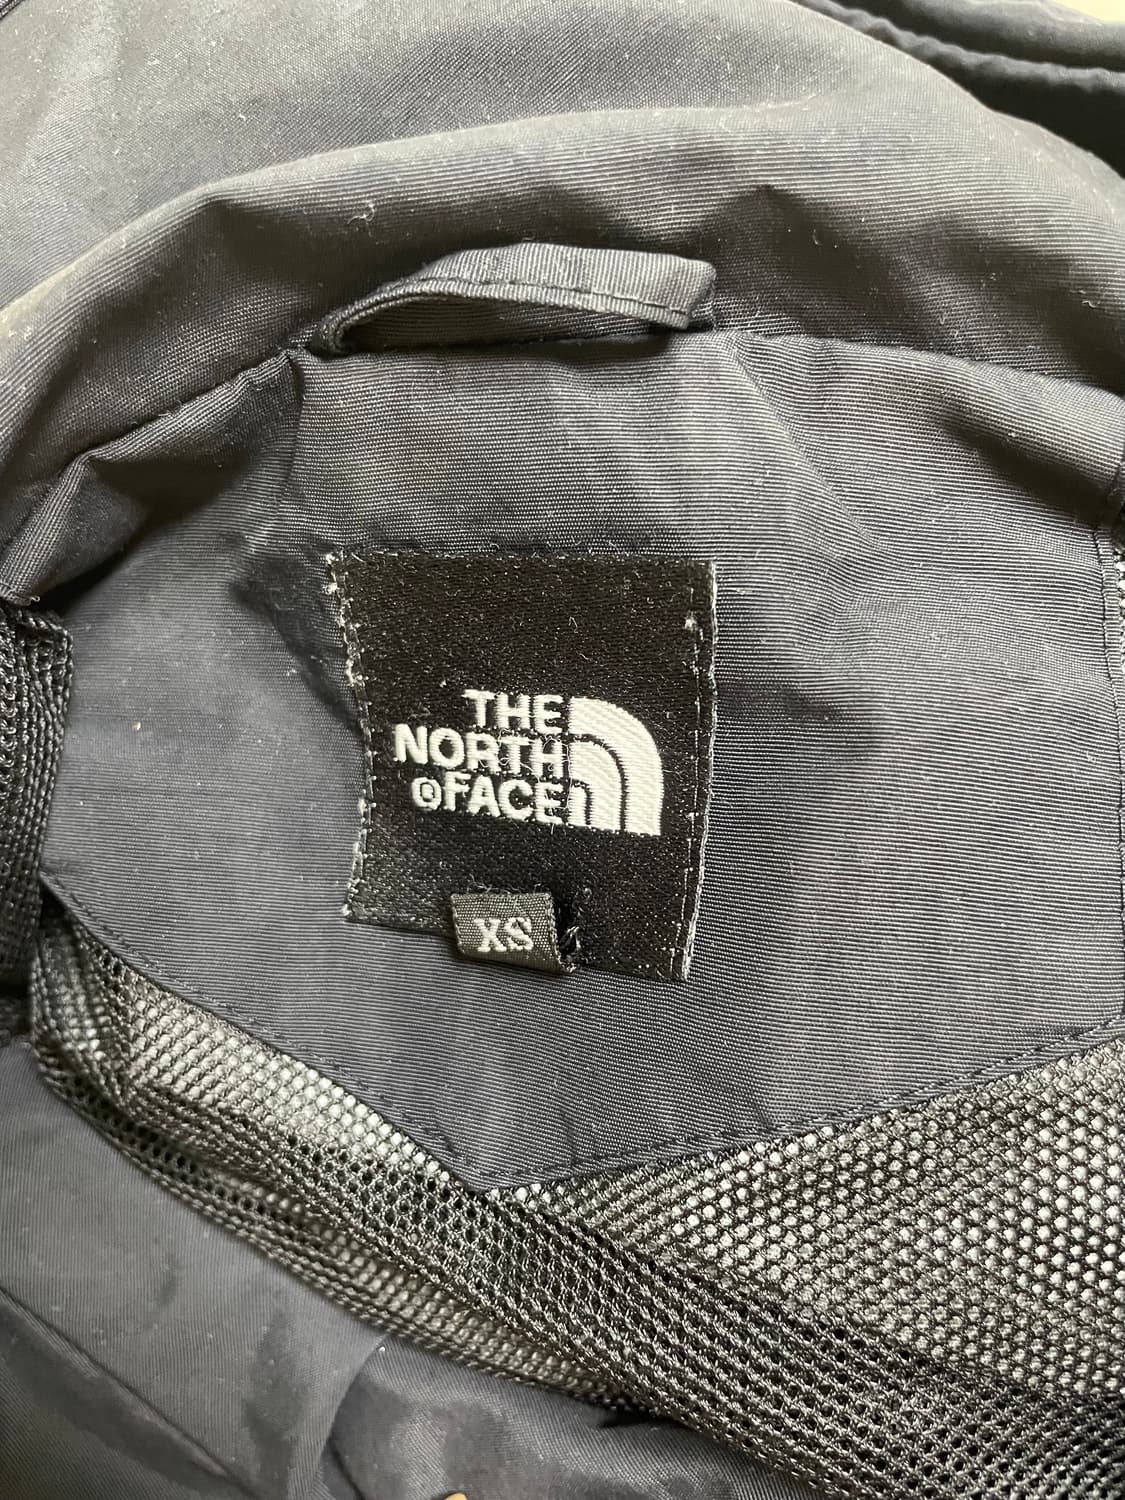 THE
NORTH
®FACE
XS